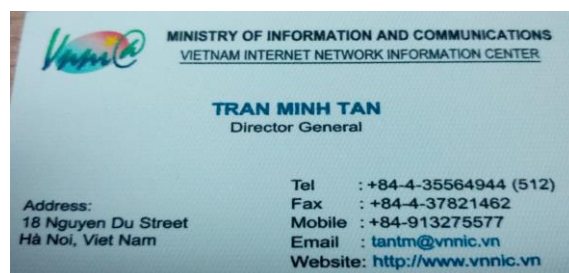 Vnnic
MINISTRY OF INFORMATION AND COMMUNICATIONS
VIETNAM INTERNET NETWORK INFORMATION CENTER
TRAN MINH TAN
Director General
Address:
18 Nguyen Du Street
Hà Noi, Viet Nam
Tel : +84-4-35564944 (512)
Fax : +84-4-37821462
Mobile : +84-913275577
Email : tantm@vnnic.vn
Website: http://www.vnnic.vn